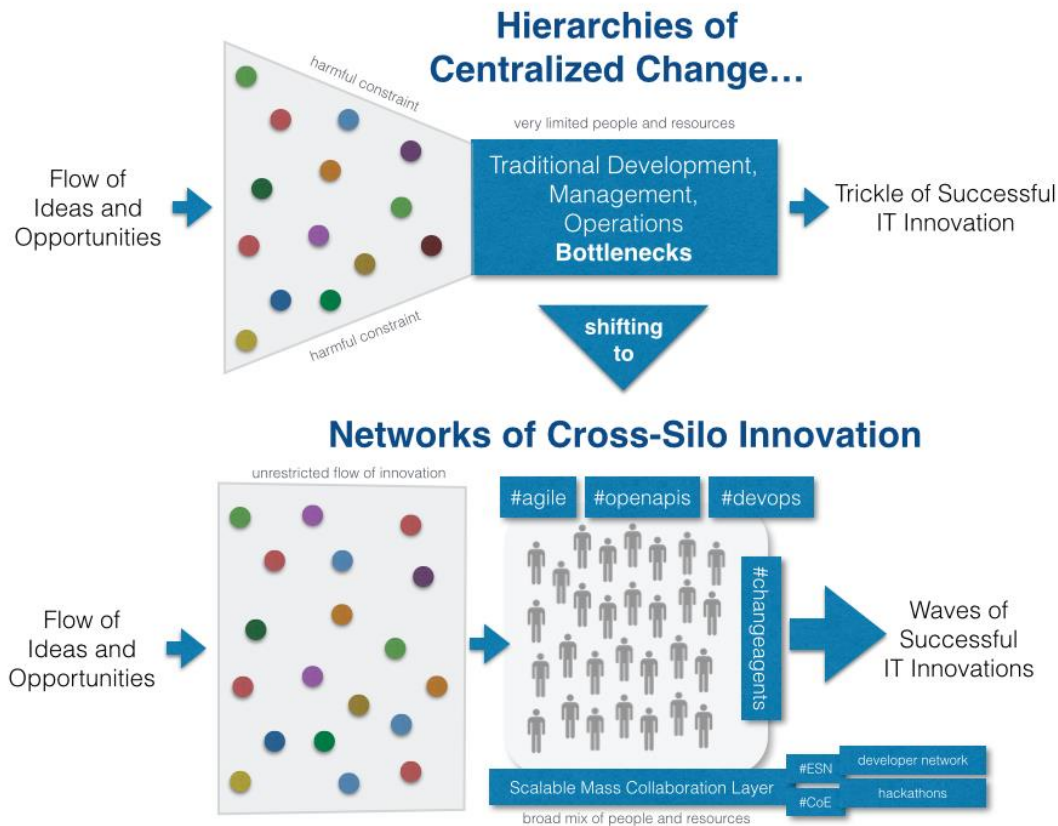 Hierarchies of
Centralized Change…
harmful constraint
very limited people and resources
Flow of
Ideas and
Opportunities
Traditional Development,
Management,
Operations
Bottlenecks
Trickle of Successful
IT Innovation
harmful constraint
shifting
to
Networks of Cross-Silo Innovation
unrestricted flow of innovation
#agile
#openapis
#devops
#changeagents
Flow of
Ideas and
Opportunities
Waves of
Successful
IT Innovations
Scalable Mass Collaboration Layer
#ESN
developer network
#CoE
hackathons
broad mix of people and resources